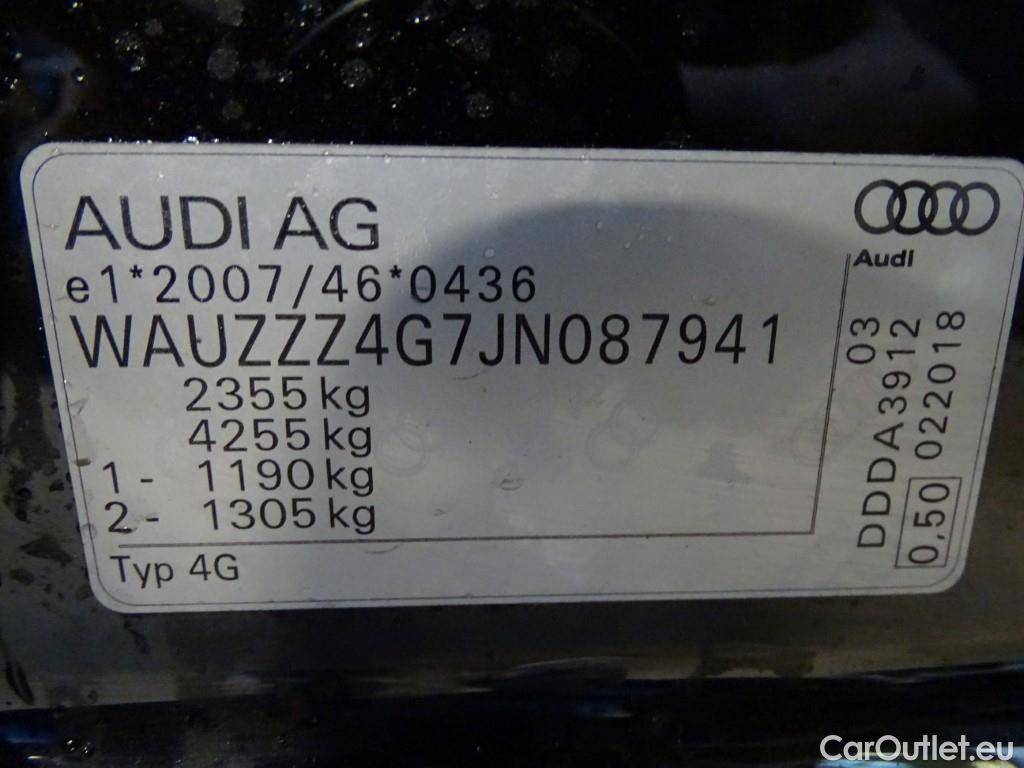 AUDI AG
e1*2007/46*0436
WAUZZZ4G7JN087941
2355 kg
4255 kg
1 - 1190 kg
2 - 1305 kg
Typ 4G
Audi
03
DDDA3912
0,50 022018
CarOutlet.eu